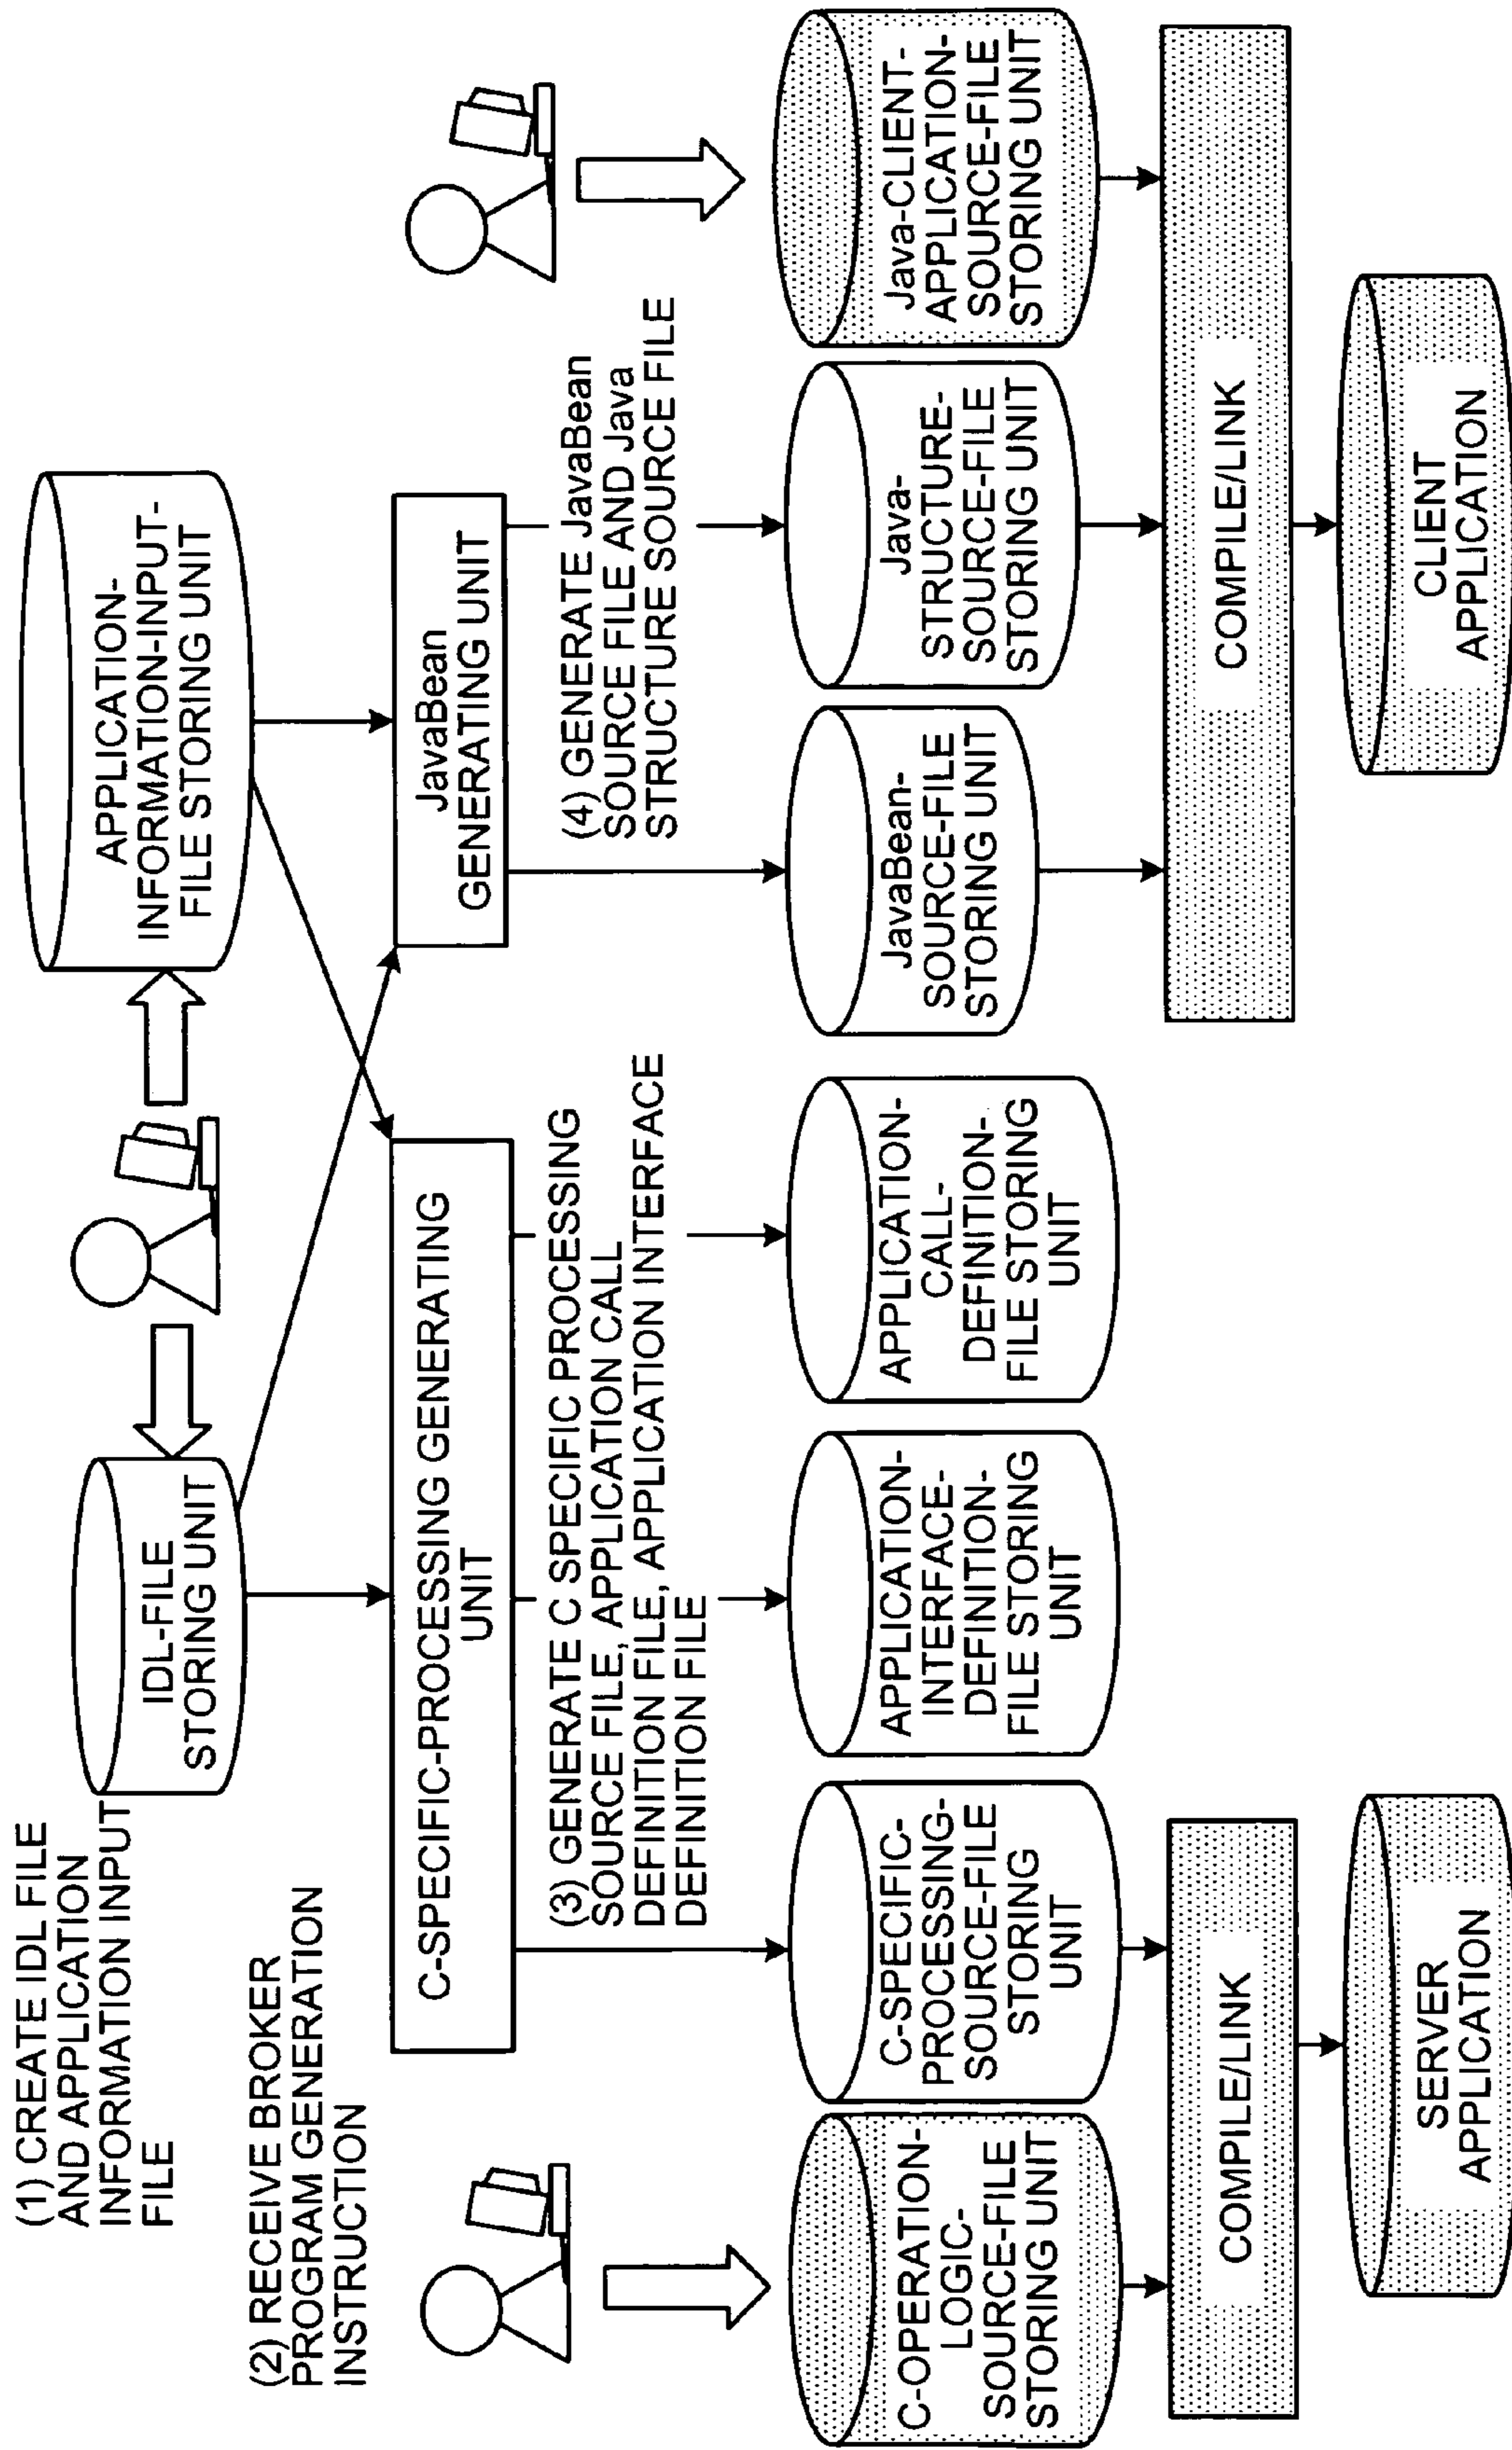 (1) CREATE IDL FILE
AND APPLICATION
INFORMATION INPUT
FILE
IDL-FILE
STORING UNIT
APPLICATION-
INFORMATION-INPUT-
FILE STORING UNIT
(2) RECEIVE BROKER
PROGRAM GENERATION
INSTRUCTION
C-SPECIFIC-PROCESSING GENERATING
UNIT
JavaBean
GENERATING UNIT
(3) GENERATE C SPECIFIC PROCESSING
SOURCE FILE, APPLICATION CALL
DEFINITION FILE, APPLICATION INTERFACE
DEFINITION FILE
(4) GENERATE JavaBean
SOURCE FILE AND Java
STRUCTURE SOURCE FILE
C-OPERATION-
LOGIC-
SOURCE-FILE
STORING UNIT
C-SPECIFIC-
PROCESSING-
SOURCE-FILE
STORING
UNIT
APPLICATION-
INTERFACE-
DEFINITION-
FILE STORING
UNIT
APPLICATION-
CALL-
DEFINITION-
FILE STORING
UNIT
JavaBean-
SOURCE-FILE
STORING UNIT
Java-
STRUCTURE-
SOURCE-FILE
STORING UNIT
Java-CLIENT-
APPLICATION-
SOURCE-FILE
STORING UNIT
COMPILE/LINK
COMPILE/LINK
SERVER
APPLICATION
CLIENT
APPLICATION